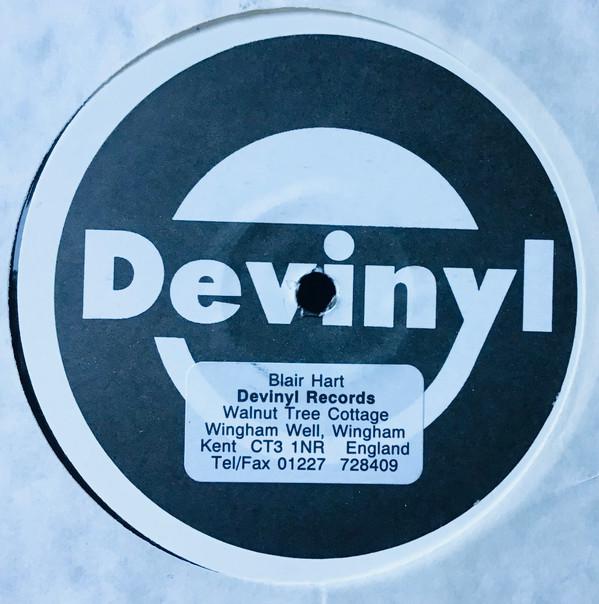 Devinyl
Blair Hart
Devinyl Records
Walnut Tree Cottage
Wingham Well, Wingham
Kent CT3 1NR England
Tel/Fax 01227 728409